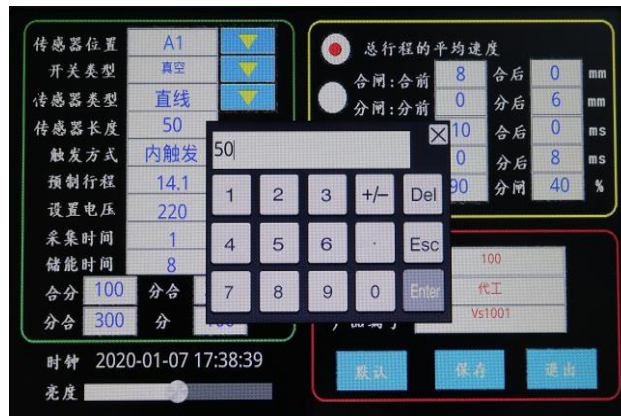 传感器位置 A1
开关类型 真空
传感器类型 直线
传感器长度 50
触发方式 内触发
预制行程 14.1
设置电压 220
采集时间 1
储能时间 8
合分 100 分合
分合 300 分
时钟 2020-01-07 17:38:39
亮度
总行程的平均速度
合闸:合前 8 合后 0 mm
合闸:分前 0 分后 6 mm
10 合后 0 ms
0 分后 8 ms
90 分闸 40 %
50
1 2 3 +/- Del
4 5 6 . Esc
7 8 9 0 Enter
100
代工
Vs1001
默认 保存 退出